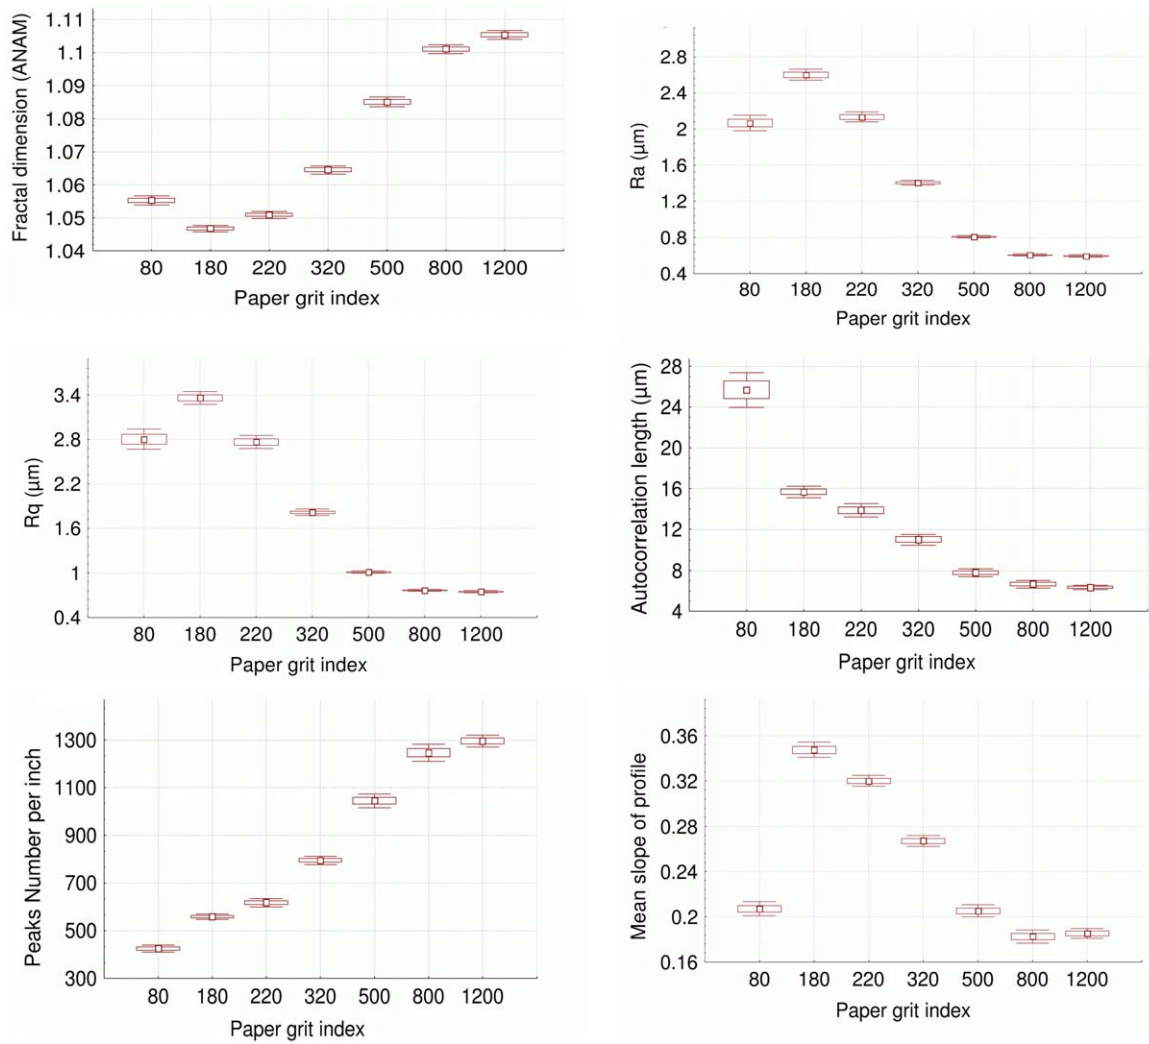 Fractal dimension (ANAM)
1.11
1.1
1.09
1.08
1.07
1.06
1.05
1.04
80 180 220 320 500 800 1200
Paper grit index
Ra (µm)
2.8
2.4
2
1.6
1.2
0.8
0.4
80 180 220 320 500 800 1200
Paper grit index
Rq (µm)
3.4
2.8
2.2
1.6
1
0.4
80 180 220 320 500 800 1200
Paper grit index
Autocorrelation length (µm)
28
24
20
16
12
8
4
80 180 220 320 500 800 1200
Paper grit index
Peaks Number per inch
1300
1100
900
700
500
300
80 180 220 320 500 800 1200
Paper grit index
Mean slope of profile
0.36
0.32
0.28
0.24
0.2
0.16
80 180 220 320 500 800 1200
Paper grit index